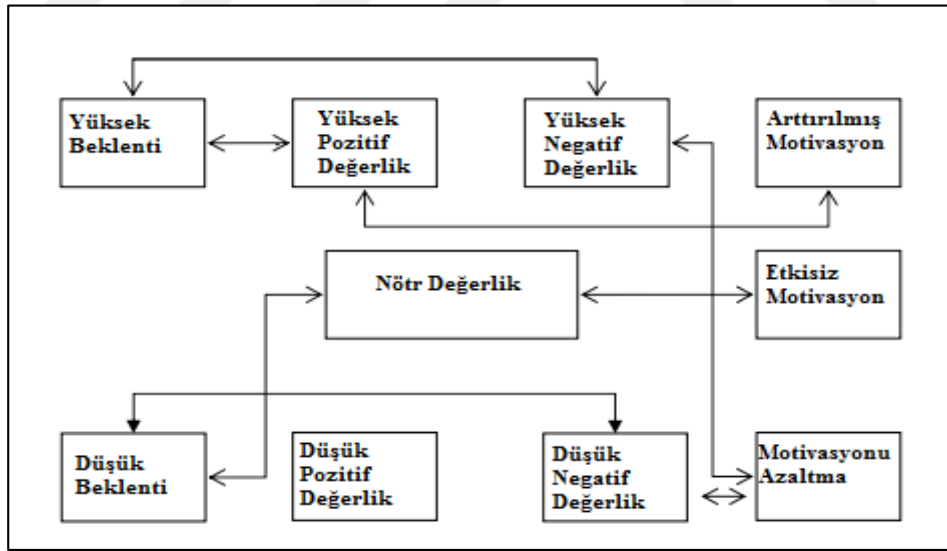 Yüksek
Beklenti
Yüksek
Pozitif
Değerlik
Yüksek
Negatif
Değerlik
Arttırılmış
Motivasyon
Nötr Değerlik
Etkisiz
Motivasyon
Düşük
Beklenti
Düşük
Pozitif
Değerlik
Düşük
Negatif
Değerlik
Motivasyonu
Azaltma